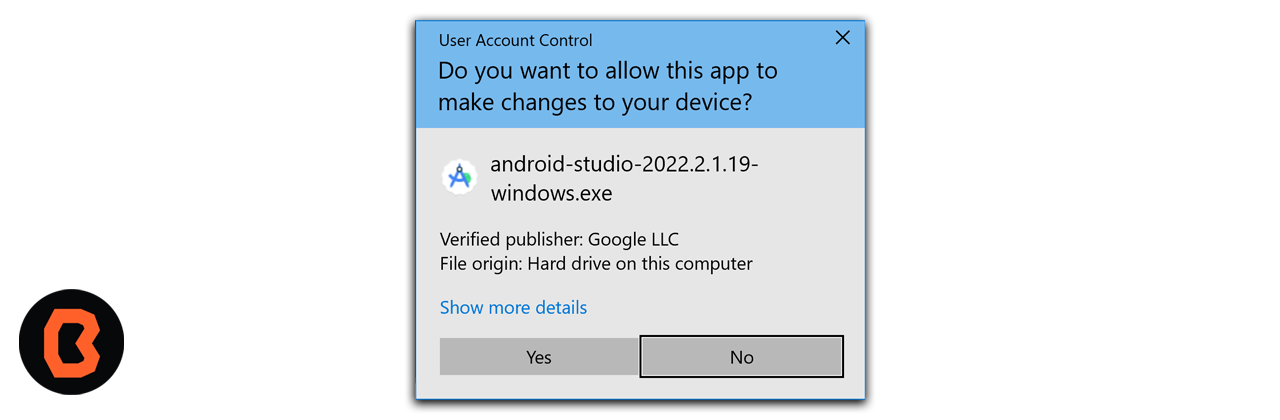 User Account Control
Do you want to allow this app to
make changes to your device?
android-studio-2022.2.1.19-
windows.exe
Verified publisher: Google LLC
File origin: Hard drive on this computer
Show more details
Yes
No